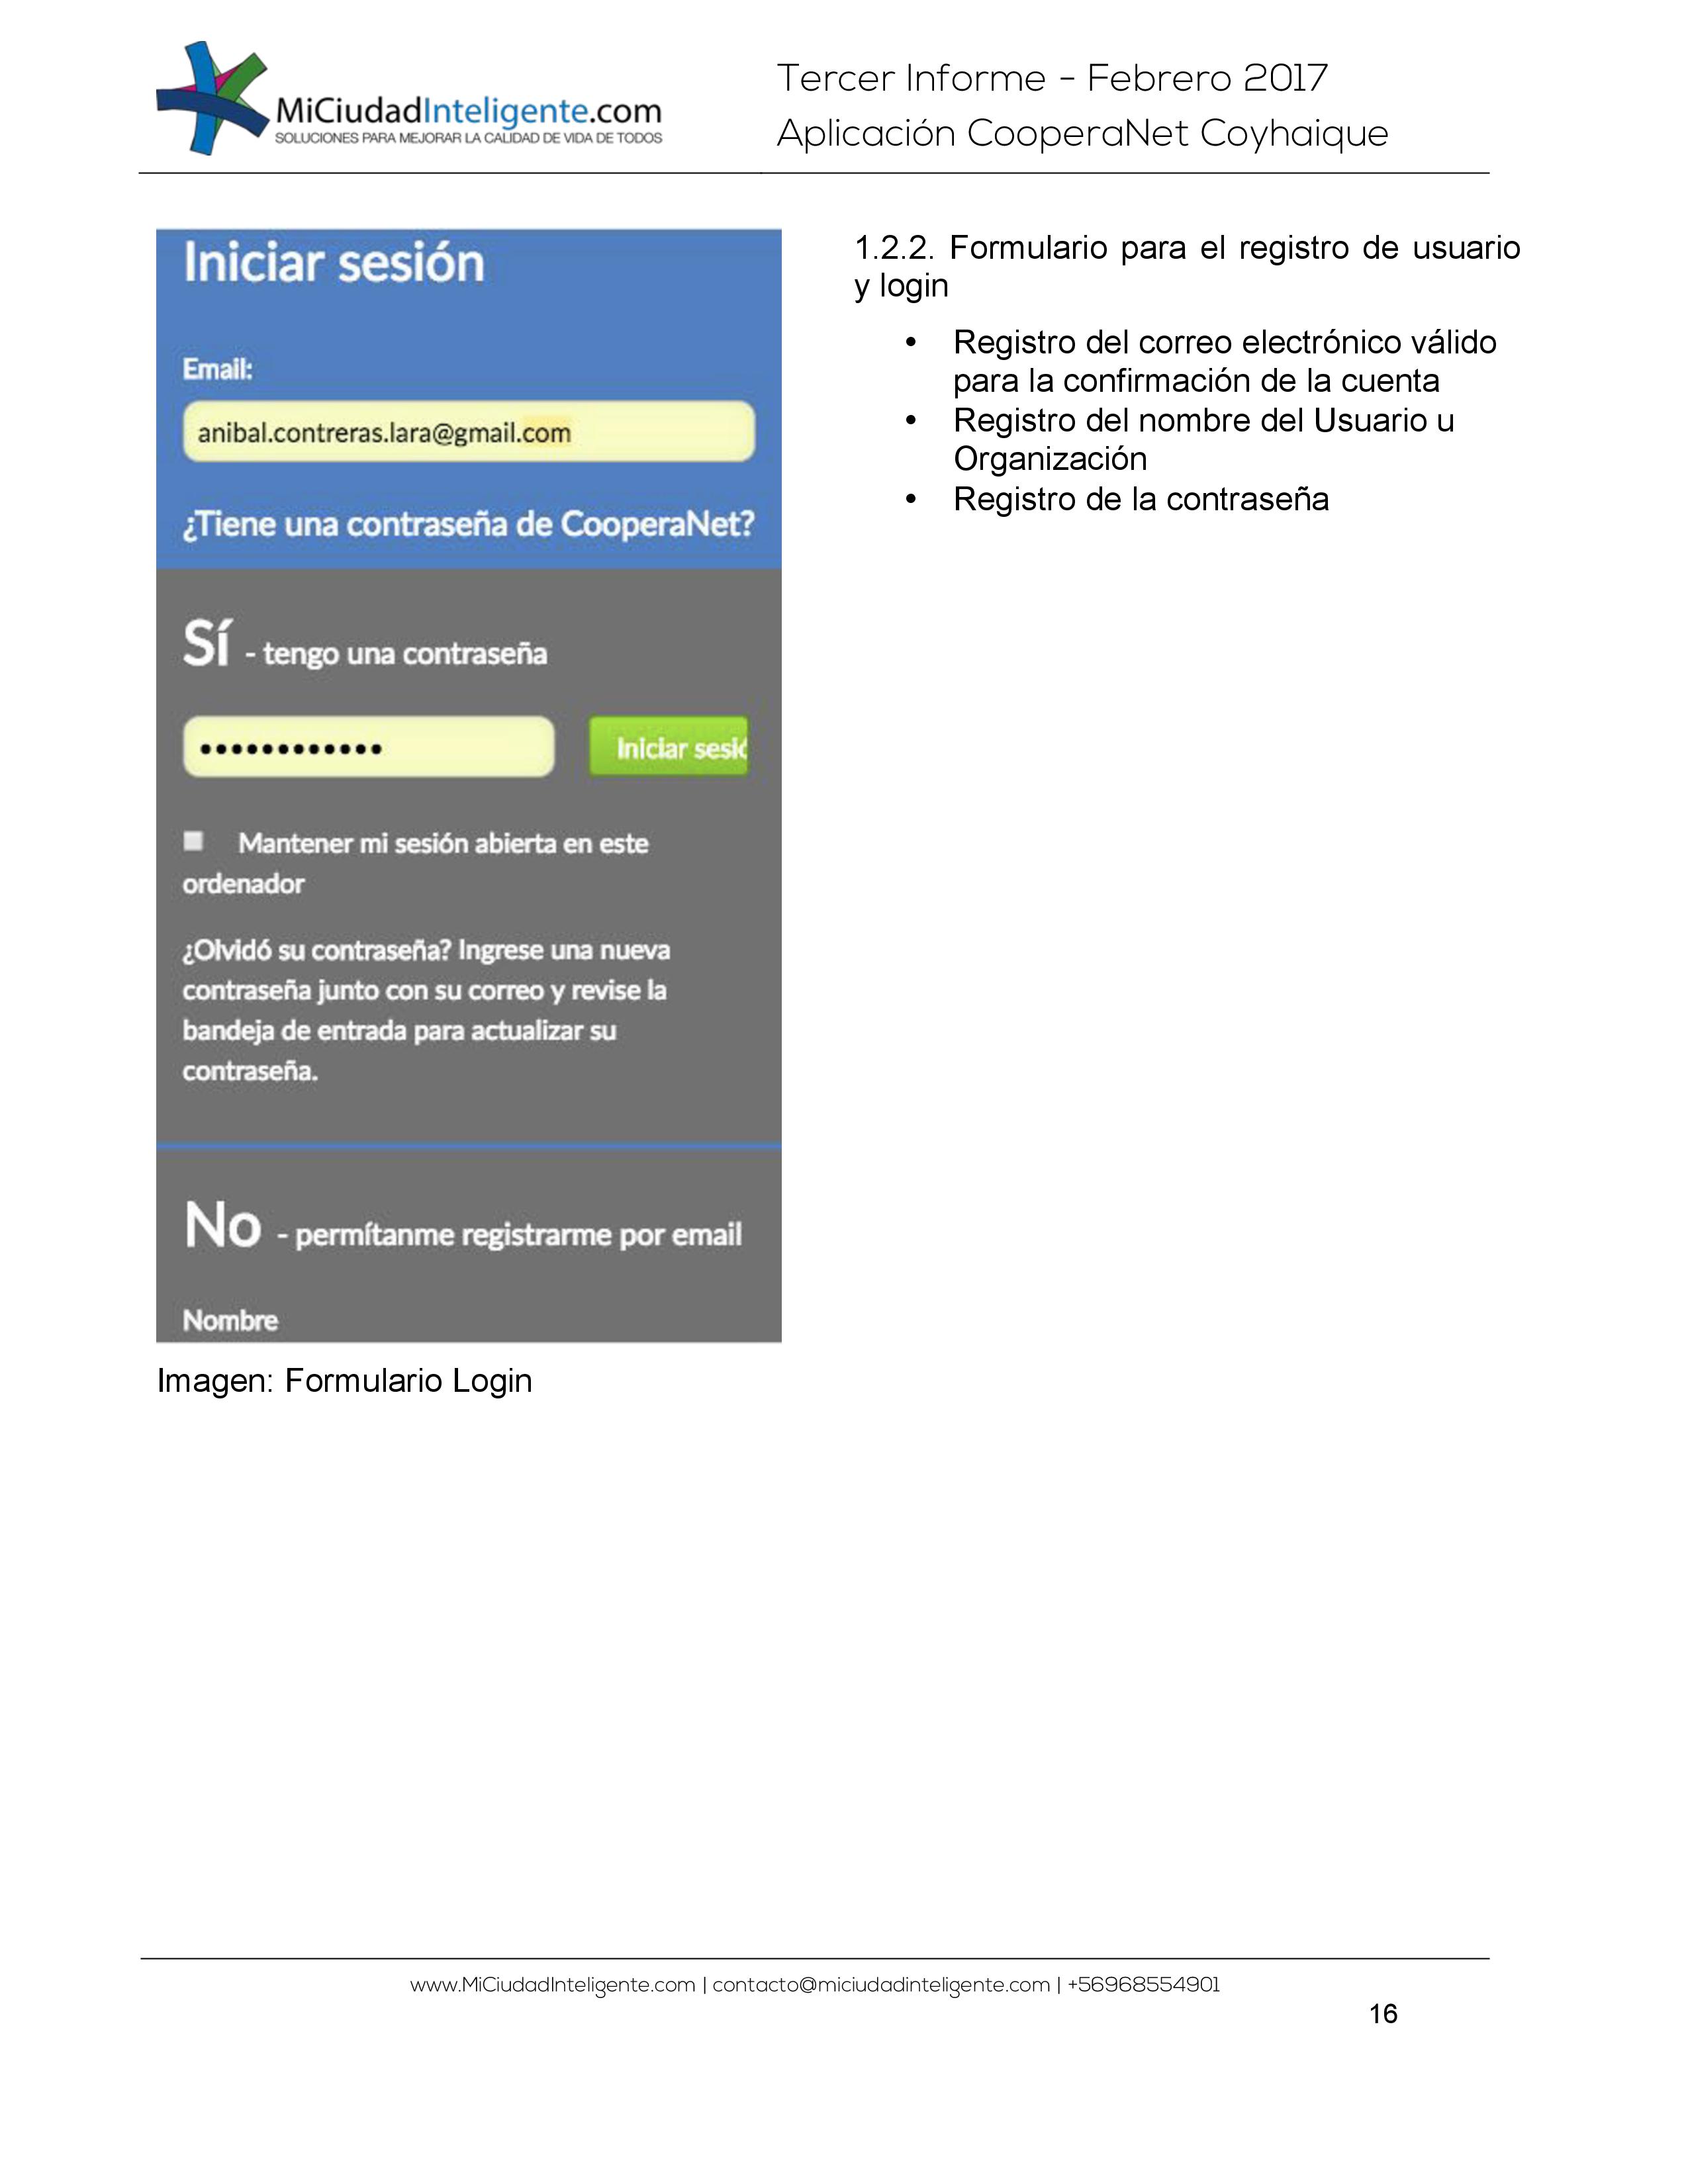 MiCiudadInteligente.com
SOLUCIONES PARA MEJORAR LA CALIDAD DE VIDA DE TODOS
Tercer Informe - Febrero 2017
Aplicación CooperaNet Coyhaique
Iniciar sesión
Email:
anibal.contreras.lara@gmail.com
¿Tiene una contraseña de CooperaNet?
Sí - tengo una contraseña
••••••••••••
Iniciar sesió
Mantener mi sesión abierta en este
ordenador
¿Olvidó su contraseña? Ingrese una nueva
contraseña junto con su correo y revise la
bandeja de entrada para actualizar su
contraseña.
No - permítanme registrarme por email
Nombre
Imagen: Formulario Login
1.2.2. Formulario para el registro de usuario
y login
• Registro del correo electrónico válido
para la confirmación de la cuenta
• Registro del nombre del Usuario u
Organización
• Registro de la contraseña
www.MiCiudadInteligente.com | contacto@miciudadinteligente.com | +56968554901
16